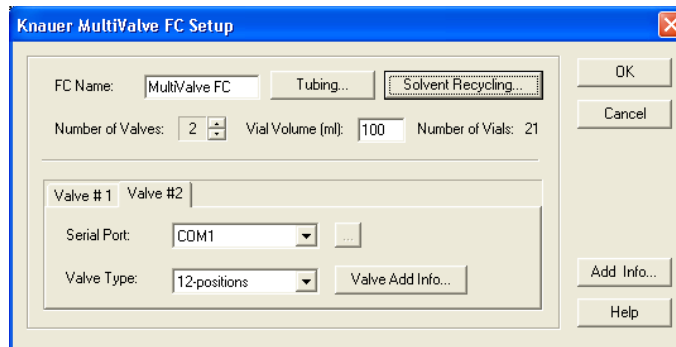 Knauer MultiValve FC Setup
FC Name: MultiValve FC Tubing... Solvent Recycling... OK
Number of Valves: 2 Vial Volume (ml): 100 Number of Vials: 21 Cancel
Valve # 1 Valve #2
Serial Port: COM1 ...
Valve Type: 12-positions Valve Add Info... Add Info...
Help